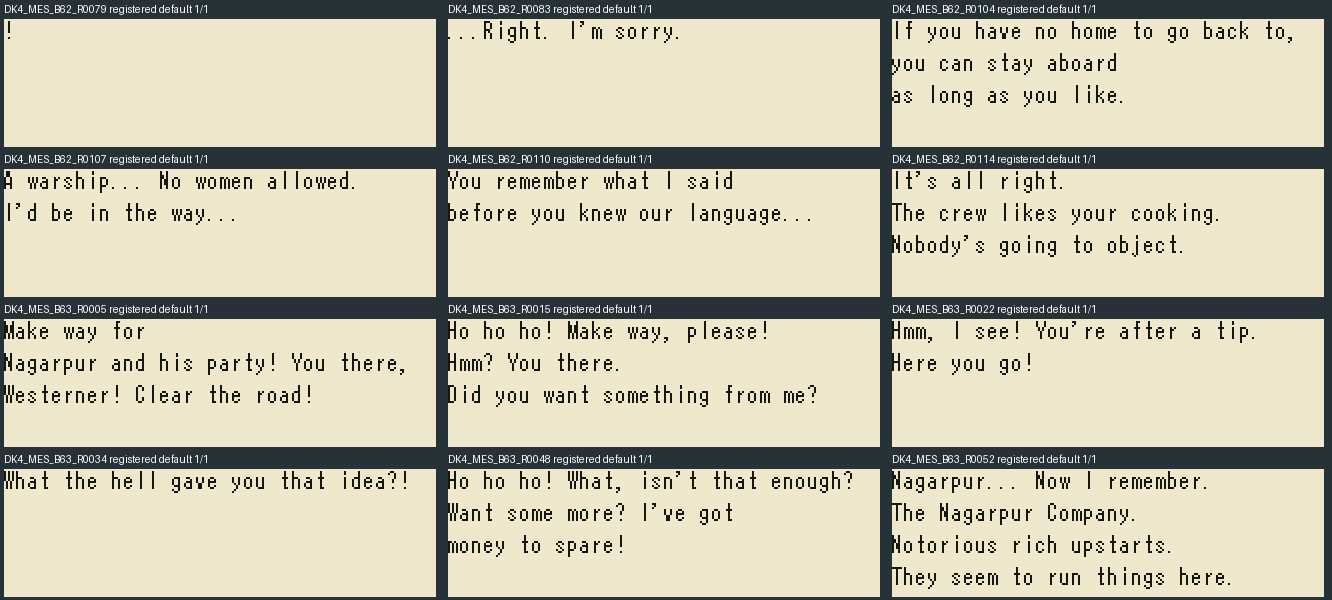 DK4_MES_B62_R0079 registered default 1/1
!
DK4_MES_B62_R0083 registered default 1/1
...Right. I'm sorry.
DK4_MES_B62_R0104 registered default 1/1
If you have no home to go back to,
you can stay aboard
as long as you like.
DK4_MES_B62_R0107 registered default 1/1
A warship... No women allowed.
I'd be in the way...
DK4_MES_B62_R0110 registered default 1/1
You remember what I said
before you knew our language...
DK4_MES_B62_R0114 registered default 1/1
It's all right.
The crew likes your cooking.
Nobody's going to object.
DK4_MES_B63_R0005 registered default 1/1
Make way for
Nagarpur and his party! You there,
Westerner! Clear the road!
DK4_MES_B63_R0015 registered default 1/1
Ho ho ho! Make way, please!
Hmm? You there.
Did you want something from me?
DK4_MES_B63_R0022 registered default 1/1
Hmm, I see! You're after a tip.
Here you go!
DK4_MES_B63_R0034 registered default 1/1
What the hell gave you that idea?!
DK4_MES_B63_R0048 registered default 1/1
Ho ho ho! What, isn't that enough?
Want some more? I've got
money to spare!
DK4_MES_B63_R0052 registered default 1/1
Nagarpur... Now I remember.
The Nagarpur Company.
Notorious rich upstarts.
They seem to run things here.